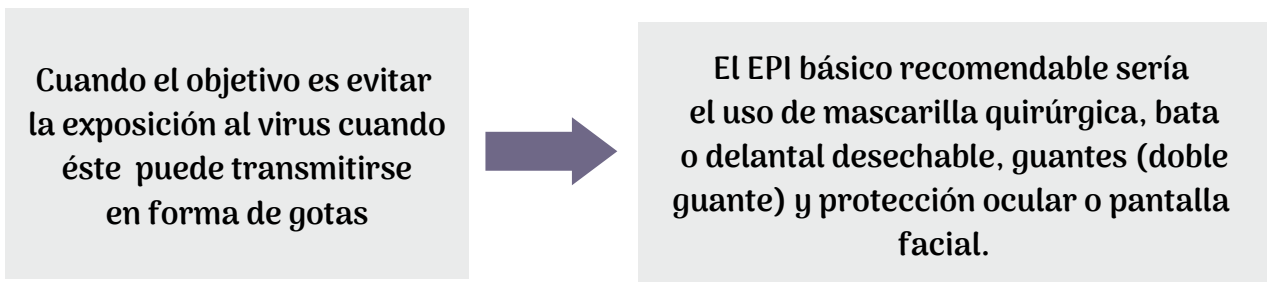 Cuando el objetivo es evitar
la exposición al virus cuando
éste puede transmitirse
en forma de gotas
El EPI básico recomendable sería
el uso de mascarilla quirúrgica, bata
o delantal desechable, guantes (doble
guante) y protección ocular o pantalla
facial.